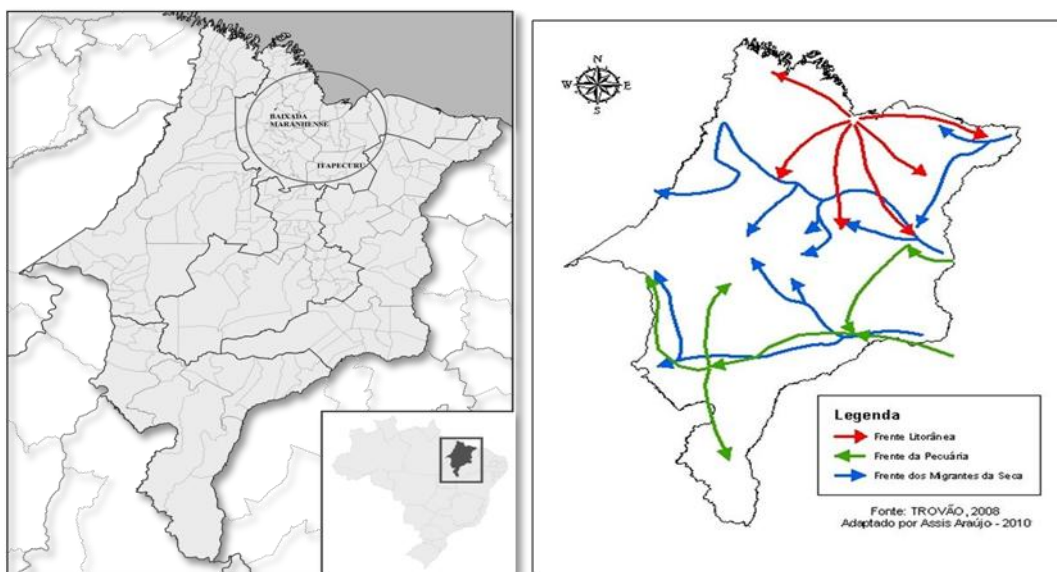 BAIXADA
MARANHENSE
ITAPECURU
N
W
E
S
Legenda
Frente Litorânea
Frente da Pecuária
Frente dos Migrantes da Seca
Fonte: TROVÃO, 2008
Adaptado por Assis Araújo - 2010